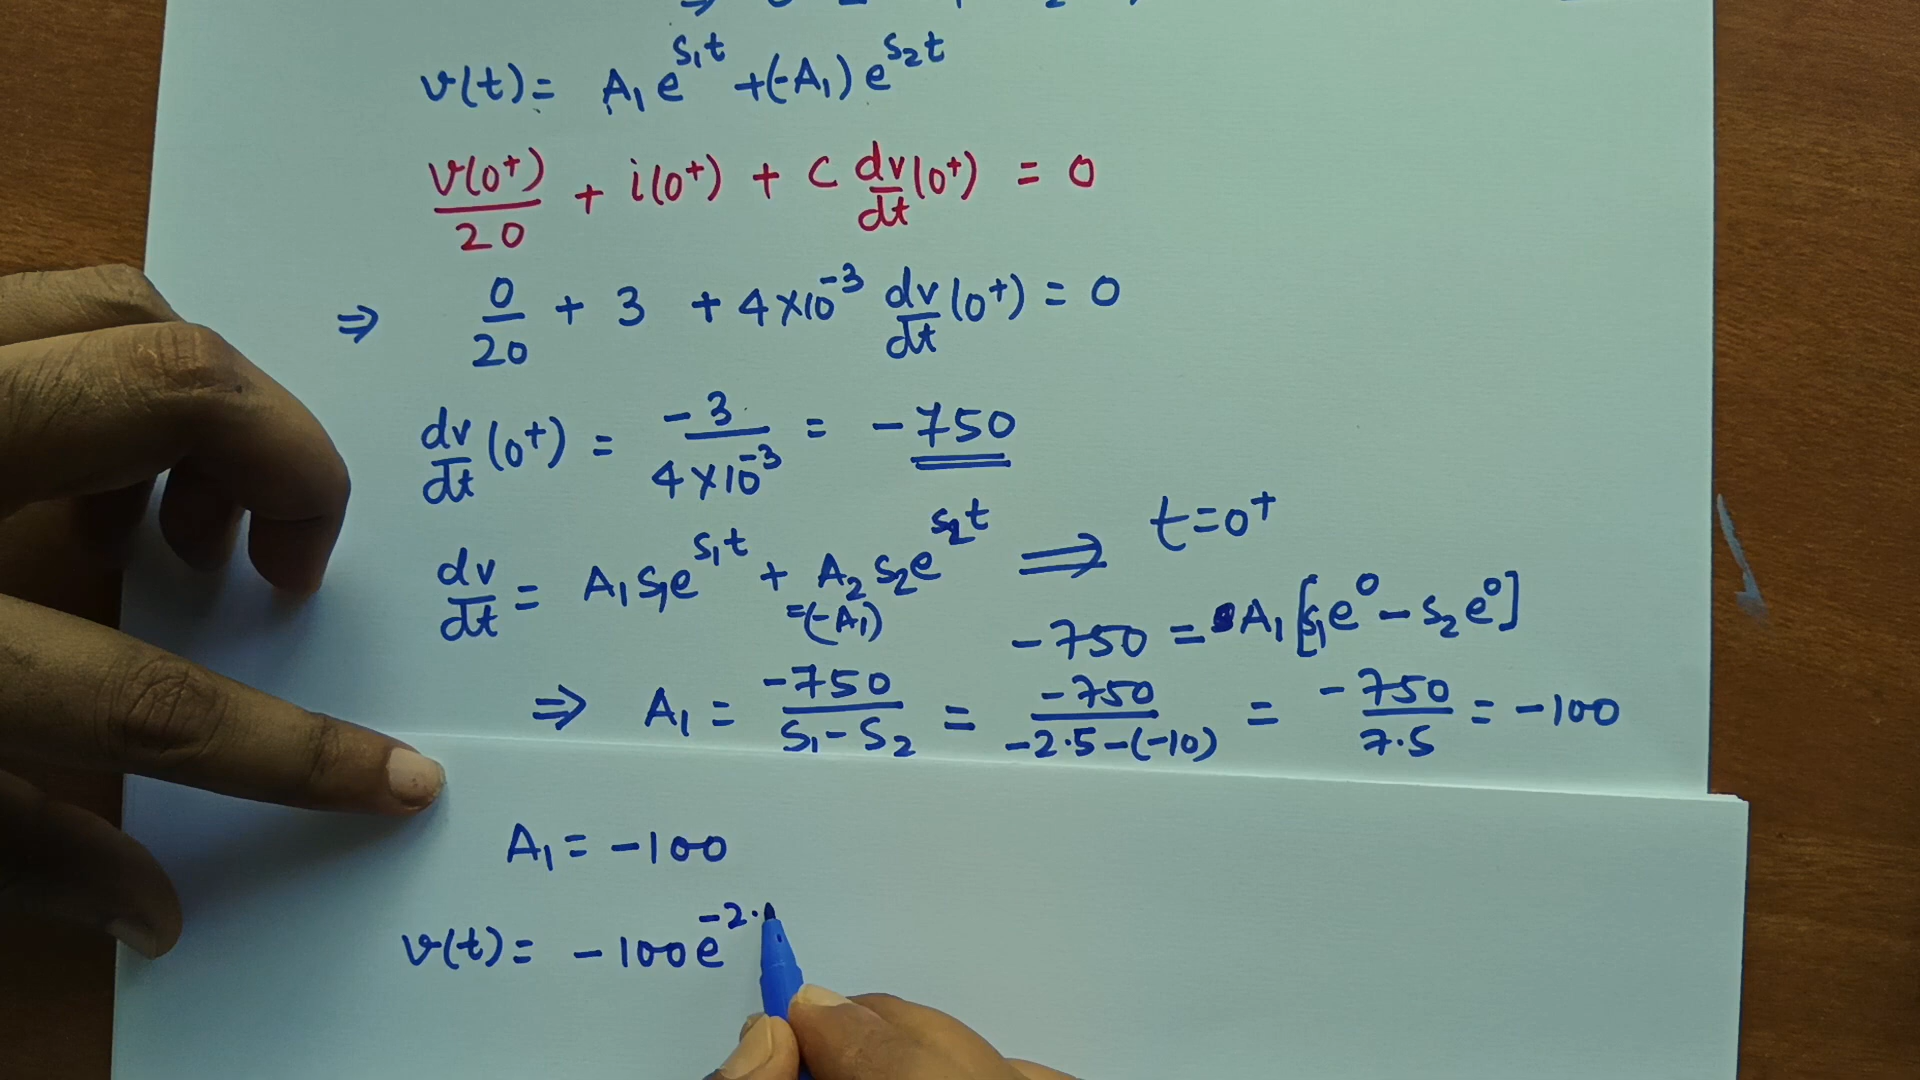 v(t) = A₁e^{s₁t} + (-A₁)e^{s₂t}
v(0⁺)/20 + i(0⁺) + C dv/dt(0⁺) = 0
⇒ 0/20 + 3 + 4×10⁻³ dv/dt(0⁺) = 0
dv/dt(0⁺) = -3/4×10⁻³ = -750
dv/dt = A₁s₁e^{s₁t} + A₂s₂e^{s₂t} ⇒ t=0⁺
=(-A₁)
-750 = A₁[s₁e⁰ - s₂e⁰]
⇒ A₁ = -750/S₁-S₂ = -750/-2.5-(-10) = -750/7.5 = -100
A₁ = -100
v(t) = -100e^{-2.